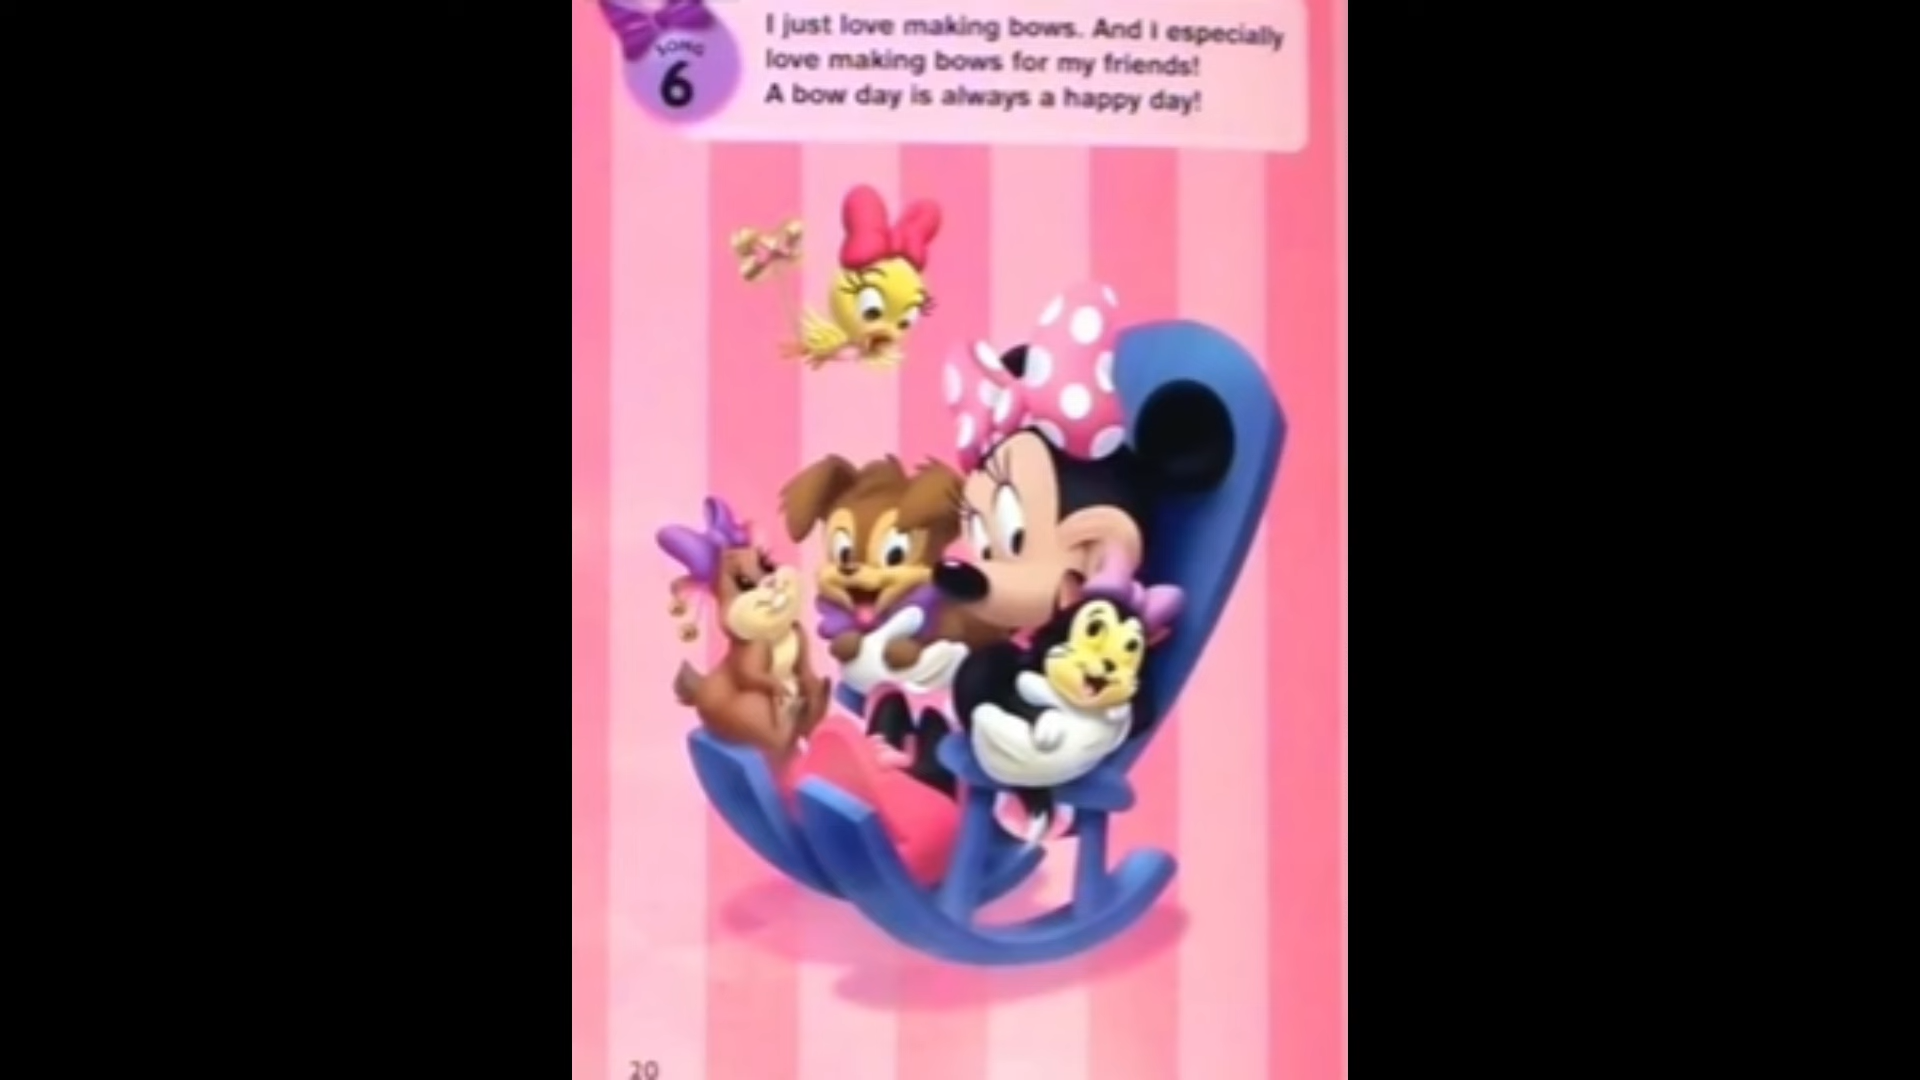 SONG
6
I just love making bows. And I especially
love making bows for my friends!
A bow day is always a happy day!
20